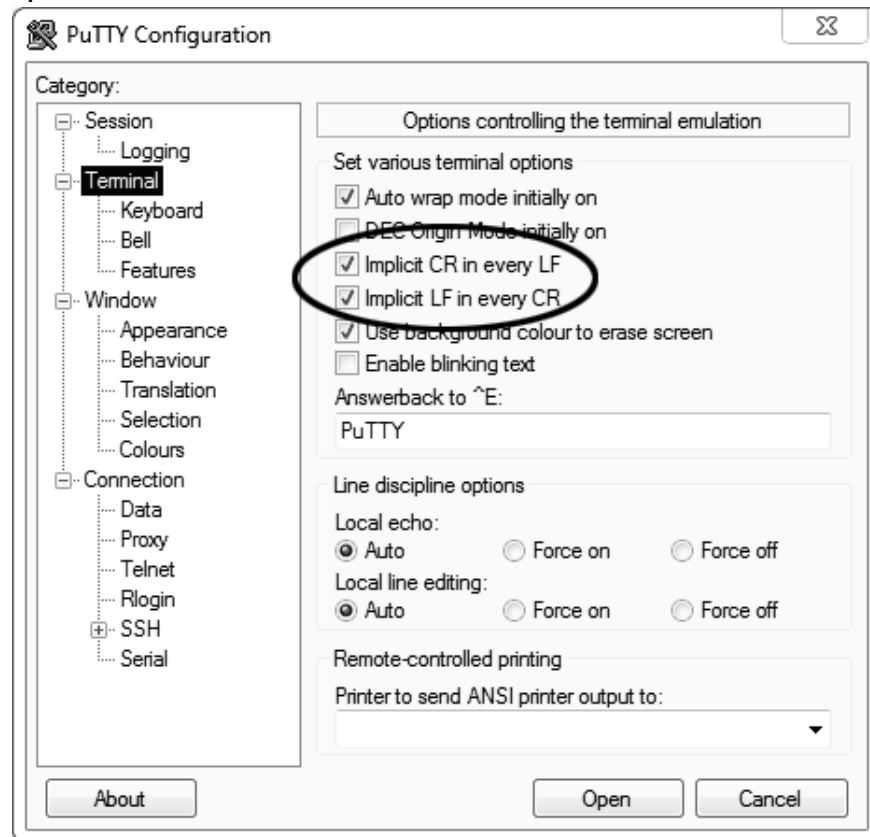 PuTTY Configuration
Category:
Session
Logging
Terminal
Keyboard
Bell
Features
Window
Appearance
Behaviour
Translation
Selection
Colours
Connection
Data
Proxy
Telnet
Rlogin
SSH
Serial
Options controlling the terminal emulation
Set various terminal options
Auto wrap mode initially on
DEC Origin Mode initially on
Implicit CR in every LF
Implicit LF in every CR
Use background colour to erase screen
Enable blinking text
Answerback to ^E:
PuTTY
Line discipline options
Local echo:
Auto Force on Force off
Local line editing:
Auto Force on Force off
Remote-controlled printing
Printer to send ANSI printer output to:
About Open Cancel